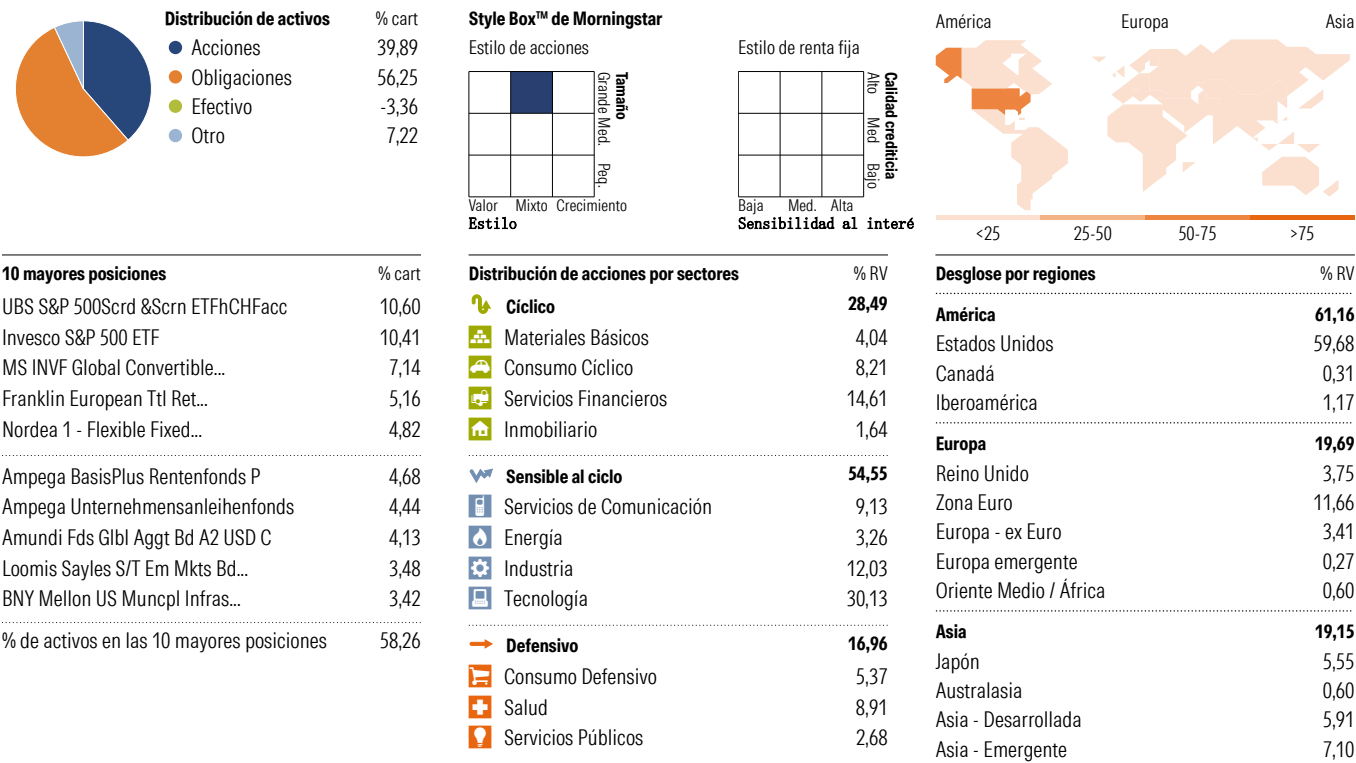 Distribución de activos % cart
Acciones 39,89
Obligaciones 56,25
Efectivo -3,36
Otro 7,22
Style Box™ de Morningstar
Estilo de acciones
Tamaño
Grande Med. Peq.
Valor Mixto Crecimiento
Estilo
Estilo de renta fija
Calidad crediticia
Alto Med Bajo
Baja Med. Alta
Sensibilidad al interé
América Europa Asia
<25 25-50 50-75 >75
10 mayores posiciones % cart
UBS S&P 500Scrd &Scrn ETFhCHFacc 10,60
Invesco S&P 500 ETF 10,41
MS INVF Global Convertible... 7,14
Franklin European Ttl Ret... 5,16
Nordea 1 - Flexible Fixed... 4,82
Ampega BasisPlus Rentenfonds P 4,68
Ampega Unternehmensanleihenfonds 4,44
Amundi Fds Glbl Aggt Bd A2 USD C 4,13
Loomis Sayles S/T Em Mkts Bd... 3,48
BNY Mellon US Muncpl Infras... 3,42
% de activos en las 10 mayores posiciones 58,26
Distribución de acciones por sectores % RV
Cíclico 28,49
Materiales Básicos 4,04
Consumo Cíclico 8,21
Servicios Financieros 14,61
Inmobiliario 1,64
Sensible al ciclo 54,55
Servicios de Comunicación 9,13
Energía 3,26
Industria 12,03
Tecnología 30,13
Defensivo 16,96
Consumo Defensivo 5,37
Salud 8,91
Servicios Públicos 2,68
Desglose por regiones % RV
América 61,16
Estados Unidos 59,68
Canadá 0,31
Iberoamérica 1,17
Europa 19,69
Reino Unido 3,75
Zona Euro 11,66
Europa - ex Euro 3,41
Europa emergente 0,27
Oriente Medio / África 0,60
Asia 19,15
Japón 5,55
Australasia 0,60
Asia - Desarrollada 5,91
Asia - Emergente 7,10